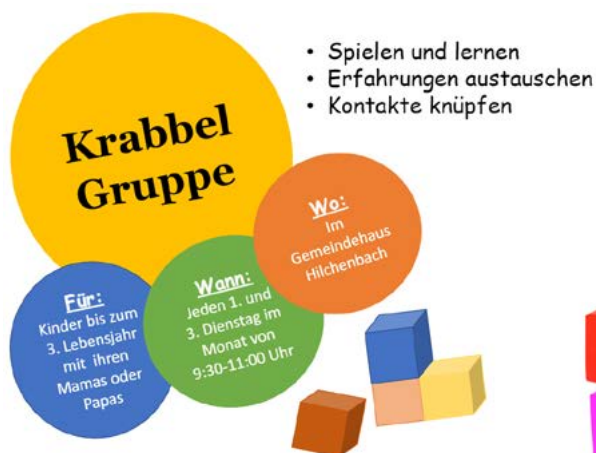 Krabbel
Gruppe
• Spielen und lernen
• Erfahrungen austauschen
• Kontakte knüpfen
Wo:
Im
Gemeindehaus
Hilchenbach
Wann:
Jeden 1. und
3. Dienstag im
Monat von
9:30-11:00 Uhr
Für:
Kinder bis zum
3. Lebensjahr
mit ihren
Mamas oder
Papas